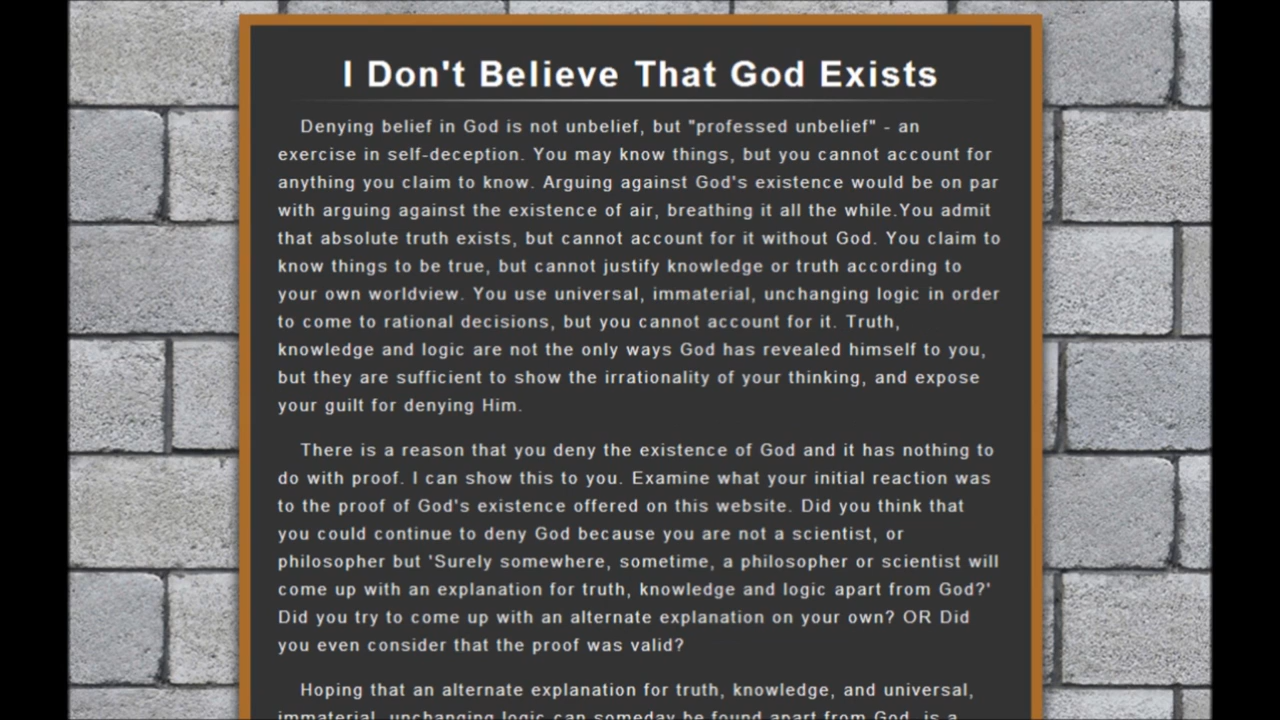 I Don't Believe That God Exists
Denying belief in God is not unbelief, but "professed unbelief" - an
exercise in self-deception. You may know things, but you cannot account for
anything you claim to know. Arguing against God's existence would be on par
with arguing against the existence of air, breathing it all the while.You admit
that absolute truth exists, but cannot account for it without God. You claim to
know things to be true, but cannot justify knowledge or truth according to
your own worldview. You use universal, immaterial, unchanging logic in order
to come to rational decisions, but you cannot account for it. Truth,
knowledge and logic are not the only ways God has revealed himself to you,
but they are sufficient to show the irrationality of your thinking, and expose
your guilt for denying Him.
There is a reason that you deny the existence of God and it has nothing to
do with proof. I can show this to you. Examine what your initial reaction was
to the proof of God's existence offered on this website. Did you think that
you could continue to deny God because you are not a scientist, or
philosopher but 'Surely somewhere, sometime, a philosopher or scientist will
come up with an explanation for truth, knowledge and logic apart from God?'
Did you try to come up with an alternate explanation on your own? OR Did
you even consider that the proof was valid?
Hoping that an alternate explanation for truth, knowledge, and universal,
immaterial, unchanging logic can someday be found apart from God, is a